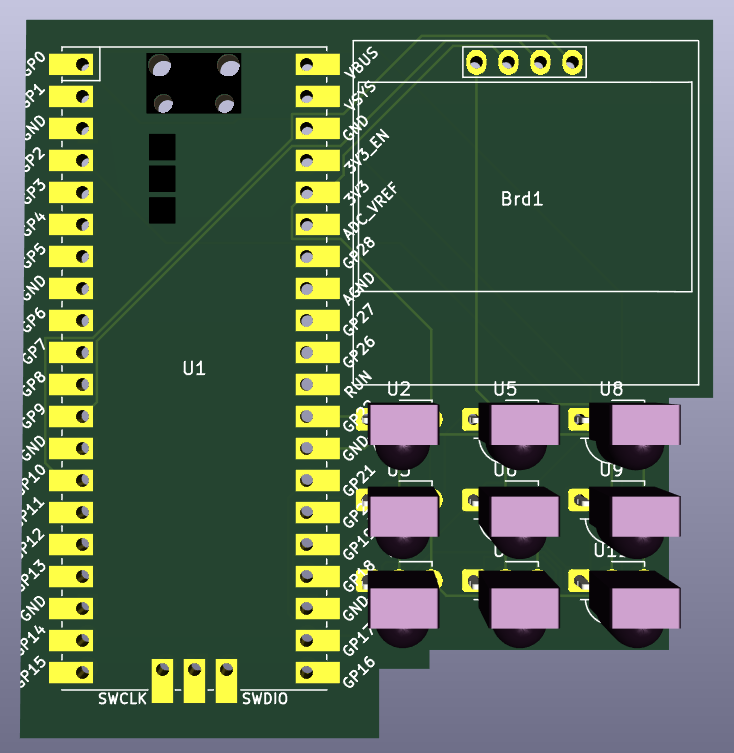 GP0
GP1
GND
GP2
GP3
GP4
GP5
GND
GP6
GP7
GP8
GP9
GND
GP10
GP11
GP12
GP13
GND
GP14
GP15
U1
SWCLK
SWDIO
VBUS
VSYS
GND
3V3_EN
3V3
ADC_VREF
GP28
AGND
GP27
GP26
RUN
GND
GP21
GP18
GND
GP17
GP16
Brd1
U2
U5
U8
U9